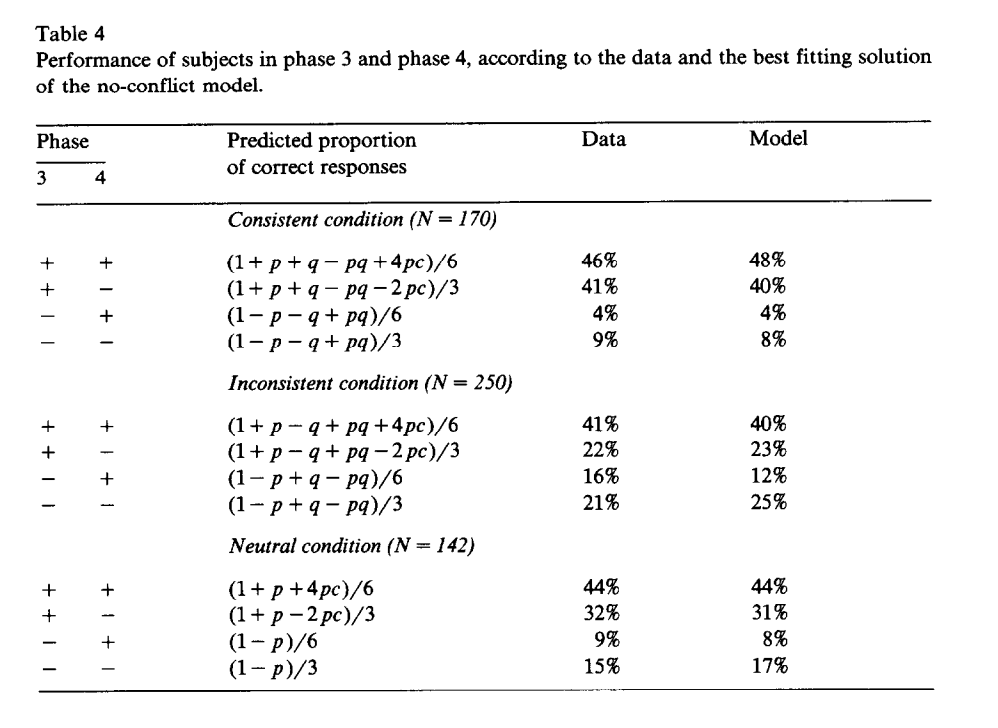 Table 4
Performance of subjects in phase 3 and phase 4, according to the data and the best fitting solution
of the no-conflict model.
Phase Predicted proportion Data Model
3 4 of correct responses
Consistent condition (N = 170)
+ + (1 + p + q − pq + 4pc)/6 46% 48%
+ − (1 + p + q − pq − 2pc)/3 41% 40%
− + (1 − p − q + pq)/6 4% 4%
− − (1 − p − q + pq)/3 9% 8%
Inconsistent condition (N = 250)
+ + (1 + p − q + pq + 4pc)/6 41% 40%
+ − (1 + p − q + pq − 2pc)/3 22% 23%
− + (1 − p + q − pq)/6 16% 12%
− − (1 − p + q − pq)/3 21% 25%
Neutral condition (N = 142)
+ + (1 + p + 4pc)/6 44% 44%
+ − (1 + p − 2pc)/3 32% 31%
− + (1 − p)/6 9% 8%
− − (1 − p)/3 15% 17%